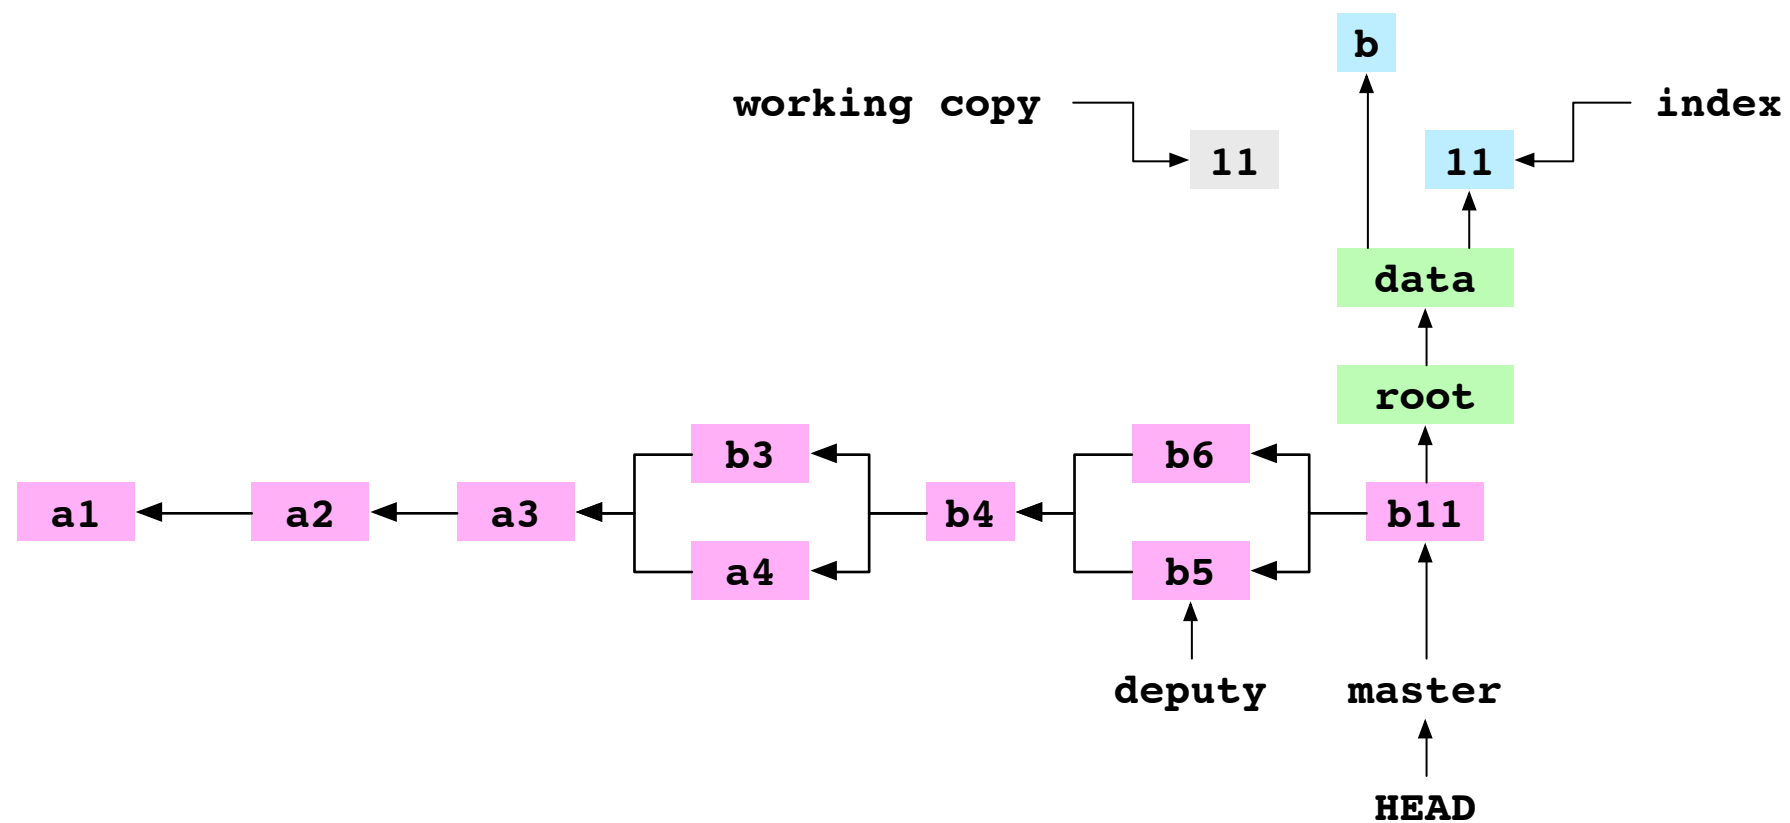 b
working copy
index
11
11
data
root
b3
b6
a1
a2
a3
b4
b11
a4
b5
deputy
master
HEAD